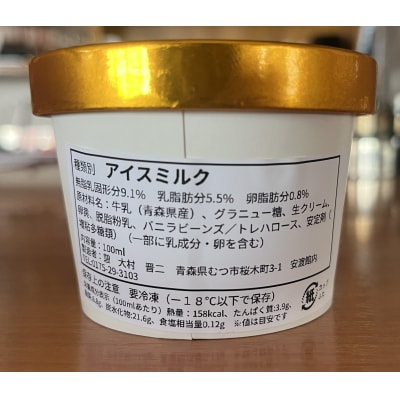 種類別 アイスミルク
無脂乳固形分9.1% 乳脂肪分5.5% 卵脂肪分0.8%
原材料名：牛乳（青森県産）、グラニュー糖、生クリーム、
卵黄、脱脂粉乳、バニラビーンズ／トレハロース、安定剤（
増粘多糖類）（一部に乳成分・卵を含む）
内容量：100ml
製造者：碧 大村 晋二 青森県むつ市桜木町3-1 安渡館内
TEL.0175-29-3103
保存上の注意 要冷凍（－18℃以下で保存）
栄養成分表示（100mlあたり）熱量：158kcal、たんぱく質:3.9g、
炭水化物:21.6g、食塩相当量0.12g ※値は目安です
紙